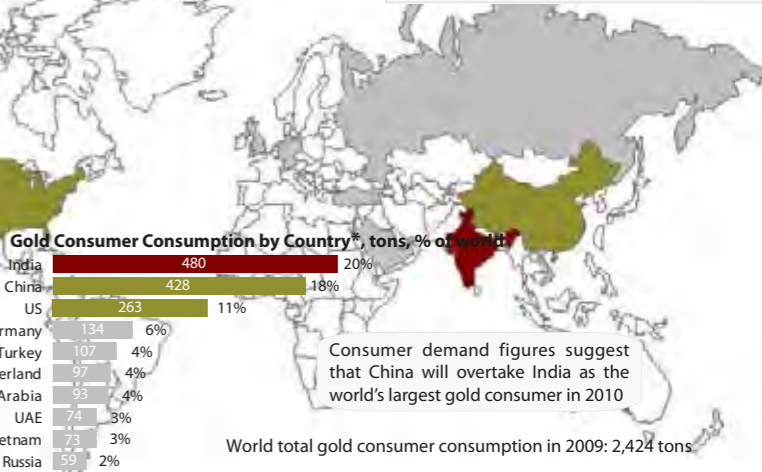 Gold Consumer Consumption by Country*, tons, % of world
India 480 20%
China 428 18%
US 263 11%
rmany 134 6%
Turkey 107 4%
erland 97 4%
Arabia 93 4%
UAE 74 3%
etnam 73 3%
Russia 59 2%
Consumer demand figures suggest
that China will overtake India as the
world's largest gold consumer in 2010
World total gold consumer consumption in 2009: 2,424 tons